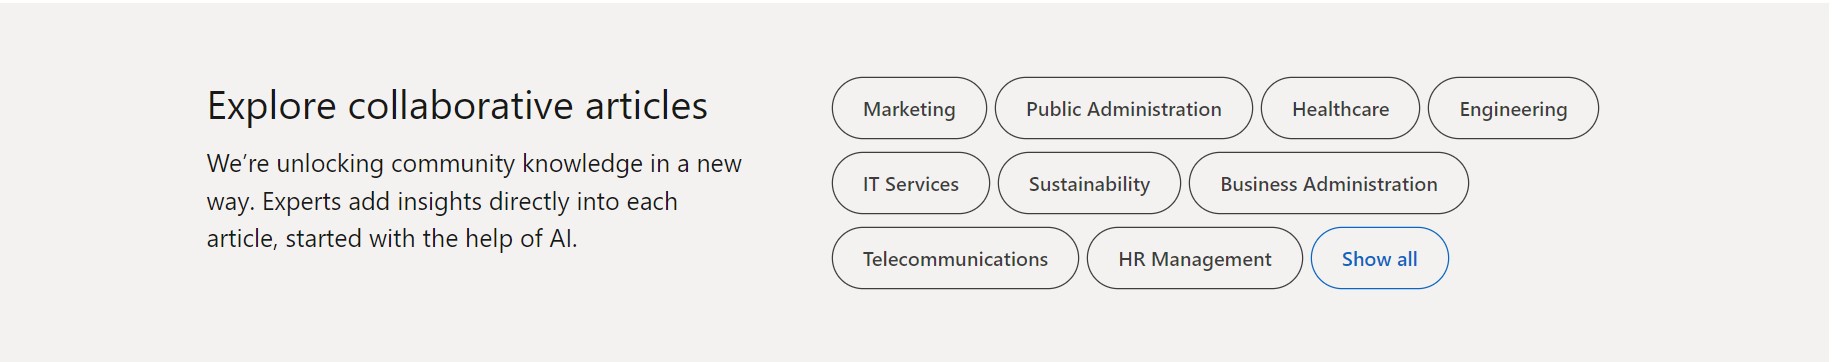 Explore collaborative articles
We’re unlocking community knowledge in a new
way. Experts add insights directly into each
article, started with the help of AI.
Marketing
Public Administration
Healthcare
Engineering
IT Services
Sustainability
Business Administration
Telecommunications
HR Management
Show all